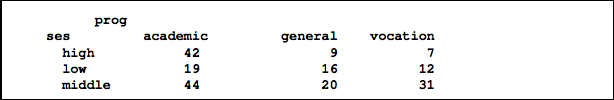 prog
ses academic general vocation
high 42 9 7
low 19 16 12
middle 44 20 31